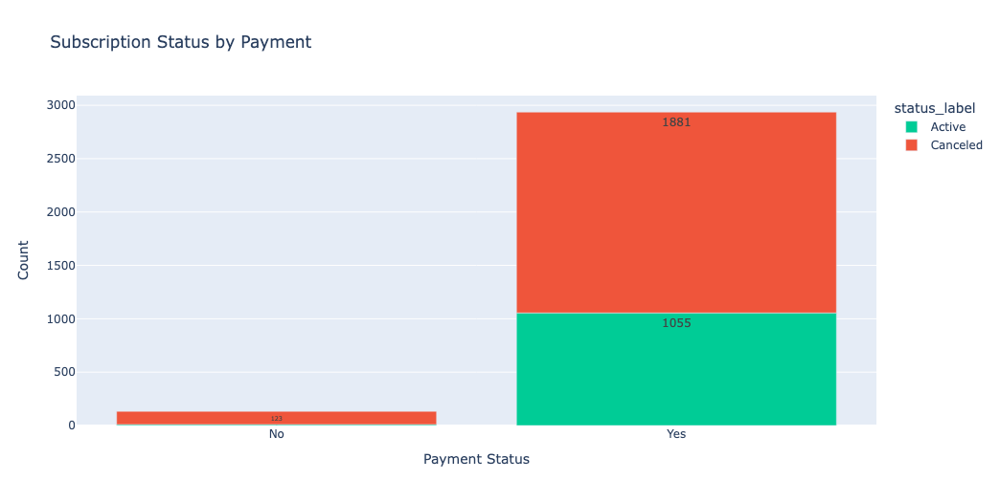 Subscription Status by Payment
3000
2500
2000
1500
1000
500
0
Count
1881
1055
123
No
Yes
Payment Status
status_label
Active
Canceled